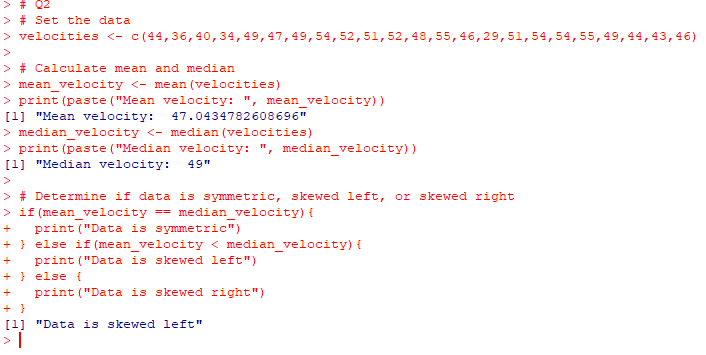 > # Q2
> # Set the data
> velocities <- c(44,36,40,34,49,47,49,54,52,51,52,48,55,46,29,51,54,54,55,49,44,43,46)
>
> # Calculate mean and median
> mean_velocity <- mean(velocities)
> print(paste("Mean velocity: ", mean_velocity))
[1] "Mean velocity:  47.0434782608696"
> median_velocity <- median(velocities)
> print(paste("Median velocity: ", median_velocity))
[1] "Median velocity:  49"
>
> # Determine if data is symmetric, skewed left, or skewed right
> if(mean_velocity == median_velocity){
+   print("Data is symmetric")
+ } else if(mean_velocity < median_velocity){
+   print("Data is skewed left")
+ } else {
+   print("Data is skewed right")
+ }
[1] "Data is skewed left"
>